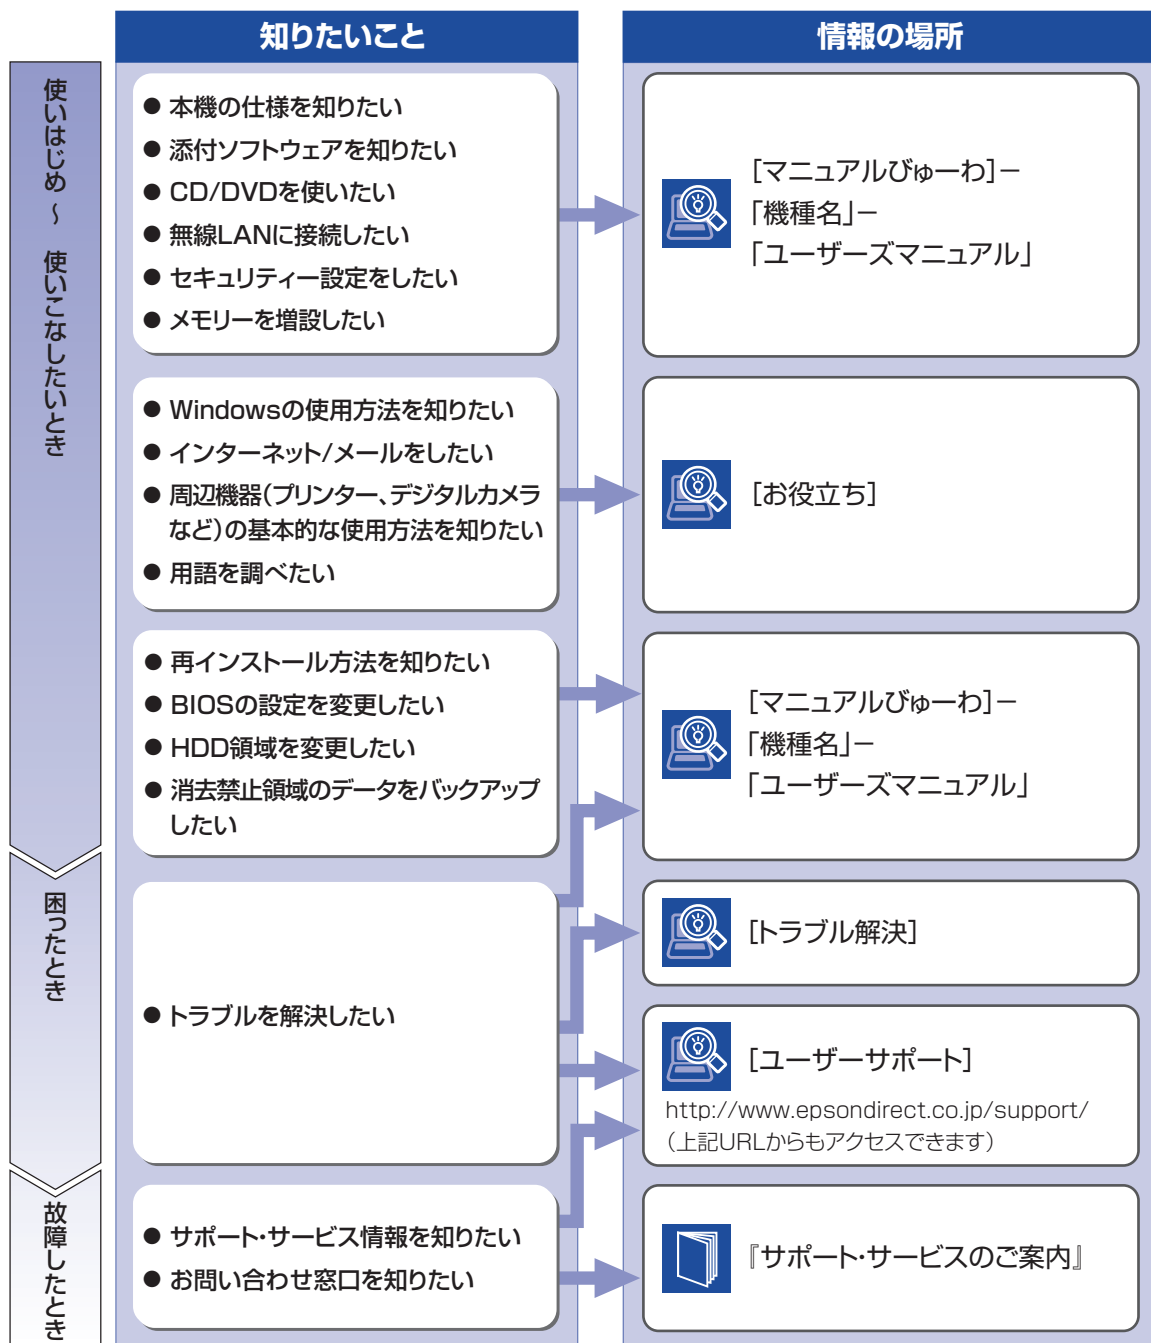 知りたいこと
情報の場所
使いはじめ ～ 使いこなしたいとき
● 本機の仕様を知りたい
● 添付ソフトウェアを知りたい
● CD/DVDを使いたい
● 無線LANに接続したい
● セキュリティー設定をしたい
● メモリーを増設したい
［マニュアルびゅーわ］－
「機種名」－
「ユーザーズマニュアル」
● Windowsの使用方法を知りたい
● インターネット/メールをしたい
● 周辺機器（プリンター、デジタルカメラ
など）の基本的な使用方法を知りたい
● 用語を調べたい
［お役立ち］
● 再インストール方法を知りたい
● BIOSの設定を変更したい
● HDD領域を変更したい
● 消去禁止領域のデータをバックアップ
したい
［マニュアルびゅーわ］－
「機種名」－
「ユーザーズマニュアル」
困ったとき
● トラブルを解決したい
［トラブル解決］
［ユーザーサポート］
http://www.epsondirect.co.jp/support/
（上記URLからもアクセスできます）
故障したとき
● サポート・サービス情報を知りたい
● お問い合わせ窓口を知りたい
『サポート・サービスのご案内』